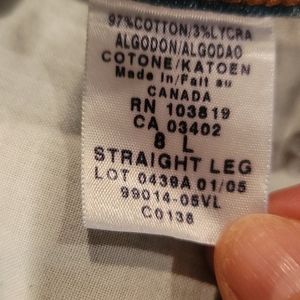 97%COTTON/3%LYCRA
ALGODON/ALGODAO
COTONE/KATOEN
Made in/Fait au
CANADA
RN 103819
CA 03402
8 L
STRAIGHT LEG
LOT 0439A 01/05
99014-05VL
C0138